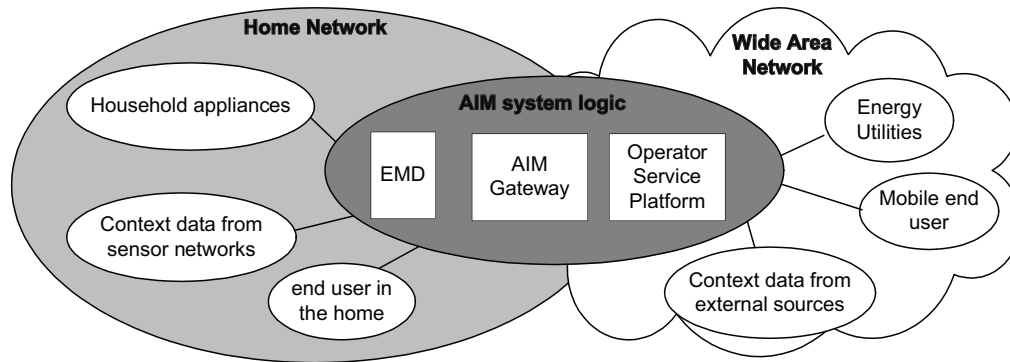 Home Network
Wide Area
Network
Household appliances
AIM system logic
Energy
Utilities
EMD
AIM
Gateway
Operator
Service
Platform
Mobile end
user
Context data from
sensor networks
end user in
the home
Context data from
external sources